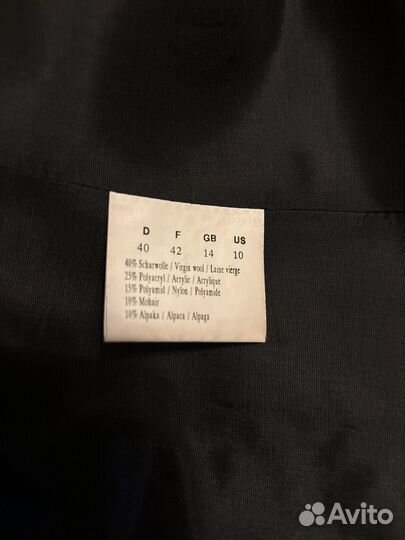 D F GB US
40 42 14 10
40% Schurwolle / Virgin wool / Laine vierge
25% Polyacryl / Acrylic / Acrylique
15% Polyamid / Nylon / Polyamide
10% Mohair
10% Alpaka / Alpaca / Alpaga
Avito